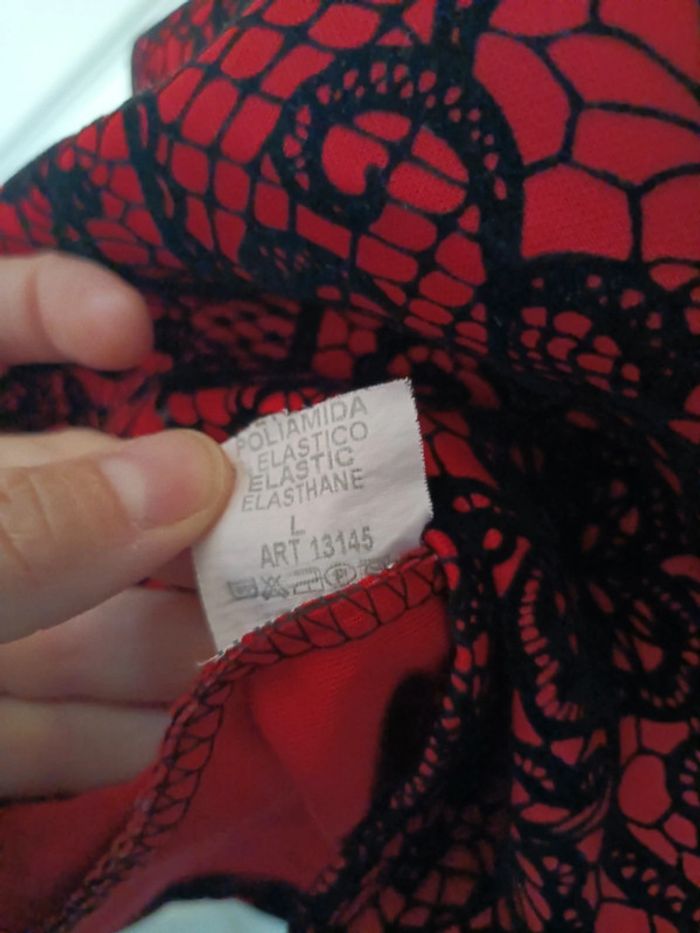 POLIAMIDA
ELASTICO
ELASTIC
ELASTHANE
L
ART 13145
P